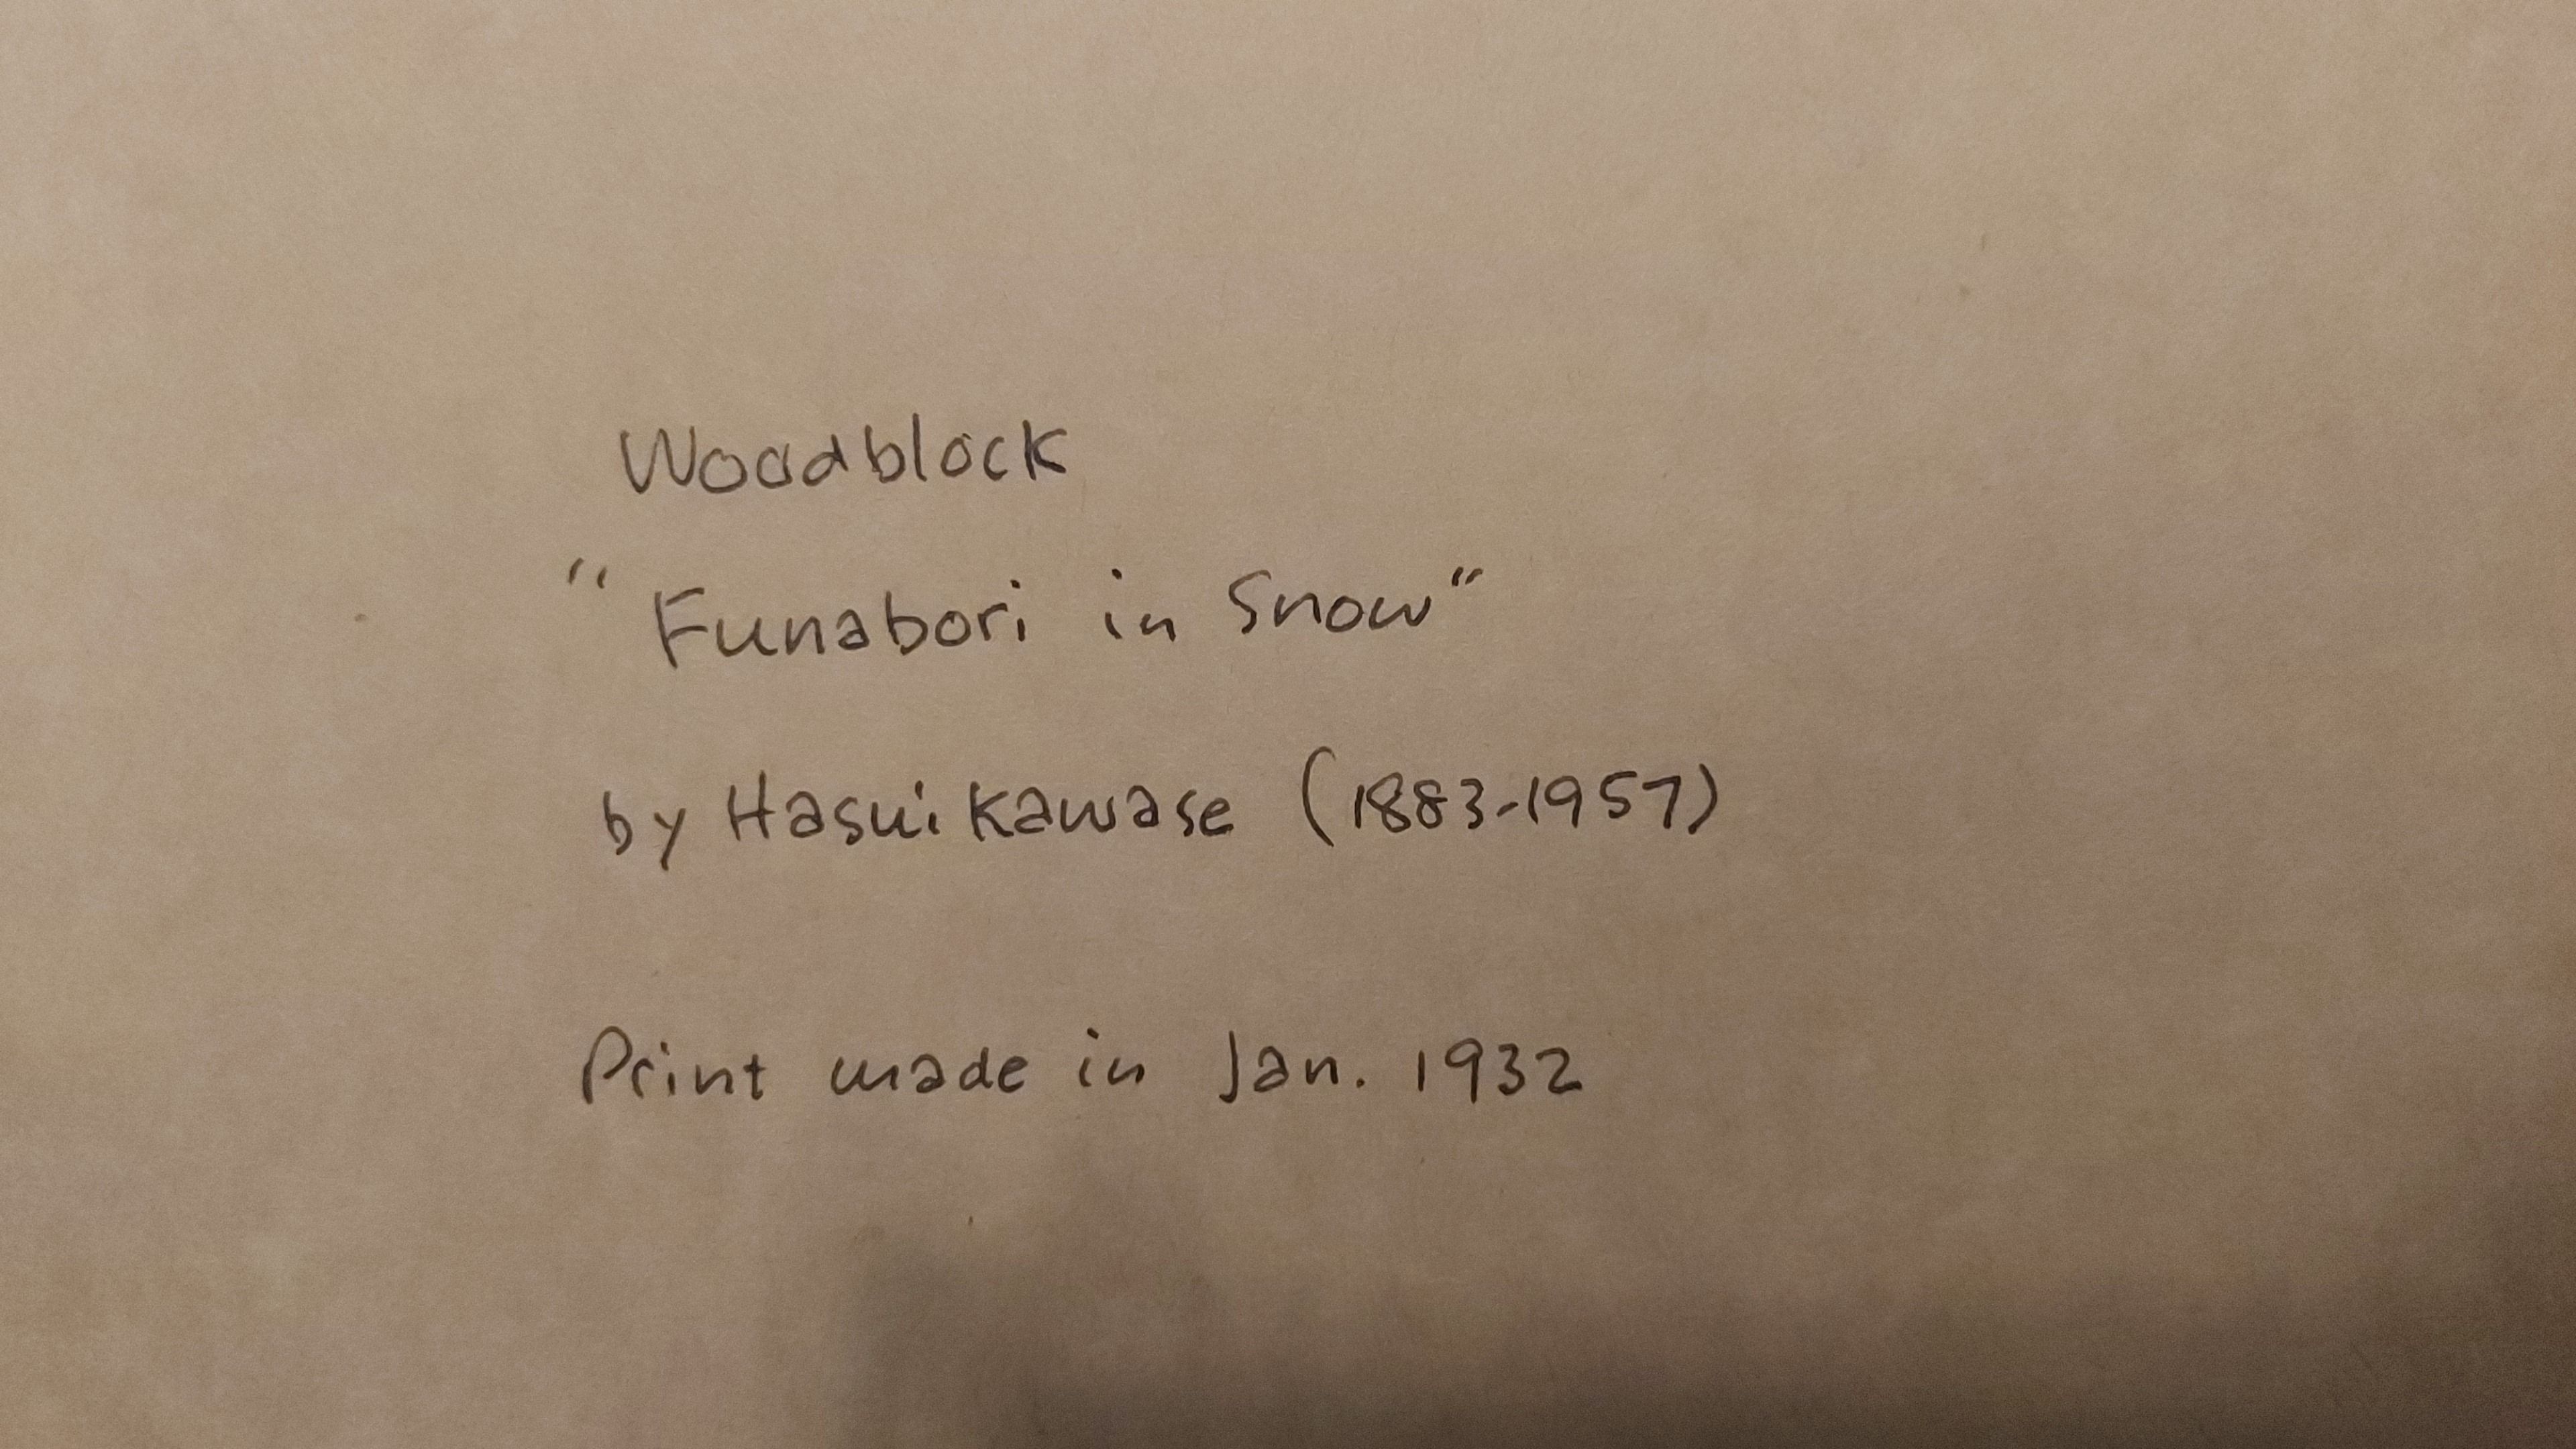 Woodblock
"Funabori in Snow"
by Hasui Kawase (1883-1957)
Print made in Jan. 1932